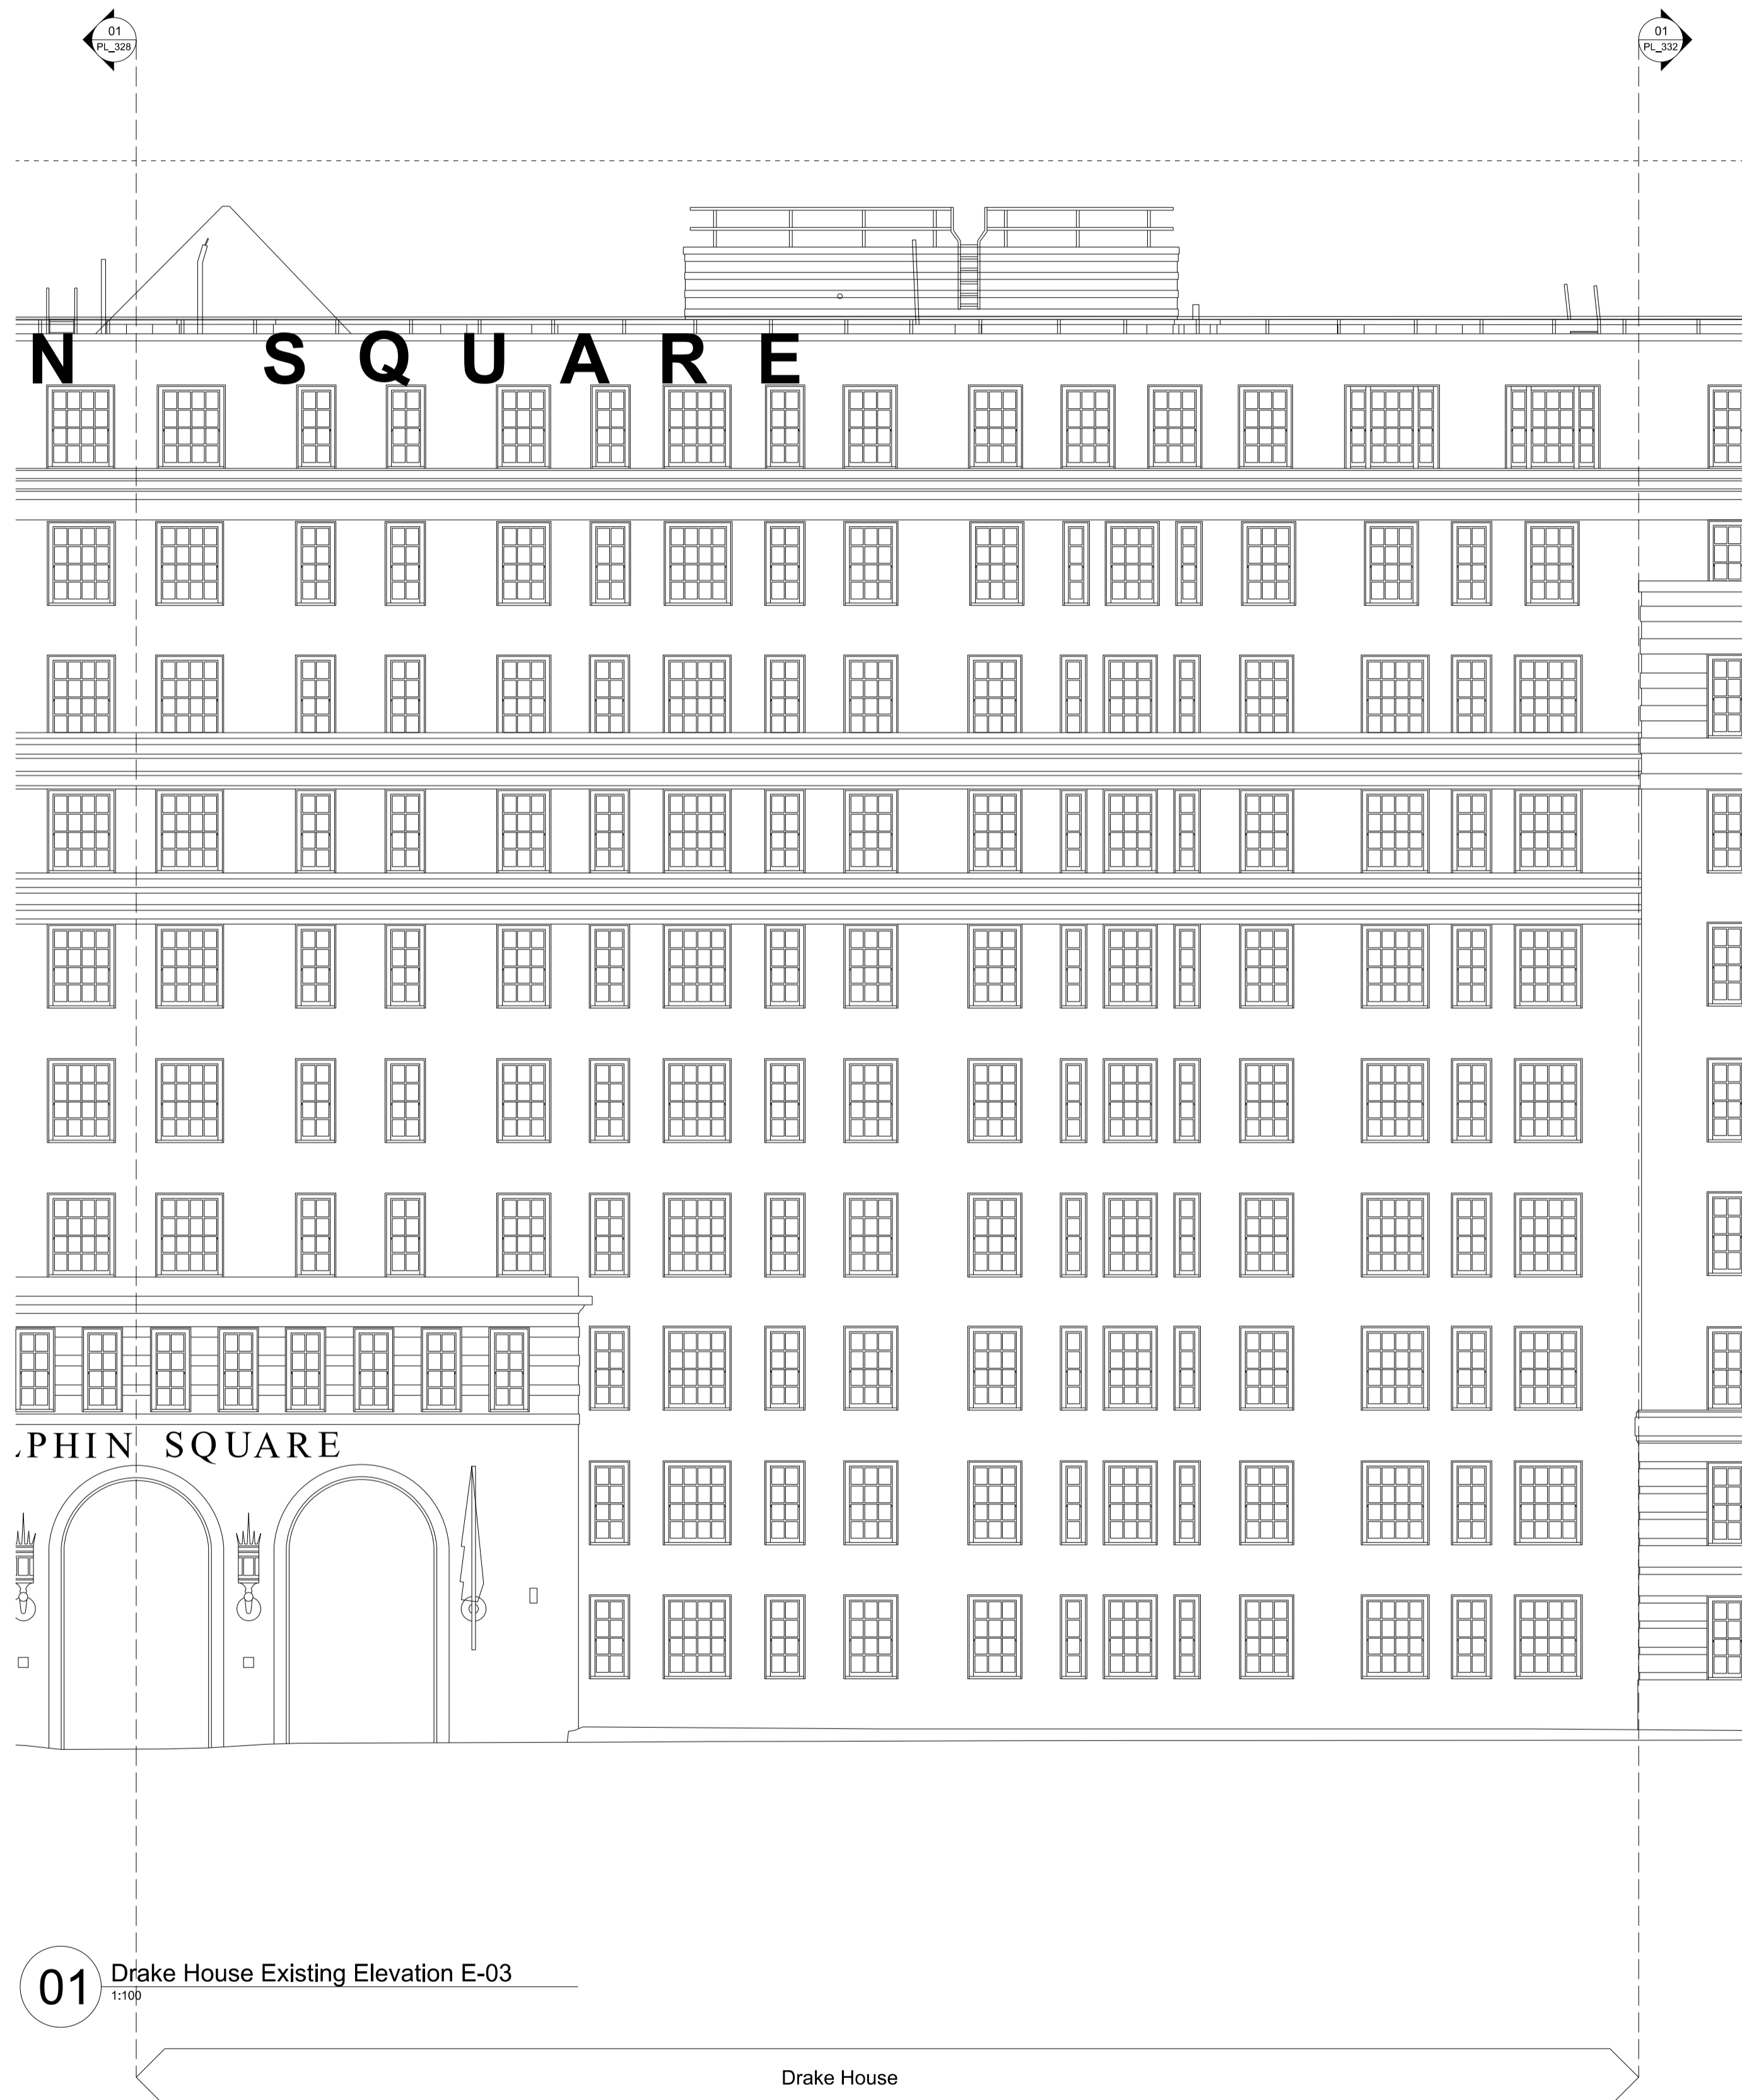 01
PL_328
01
PL_332
N SQUARE
PHIN SQUARE
01
Drake House Existing Elevation E-03
1:100
Drake House